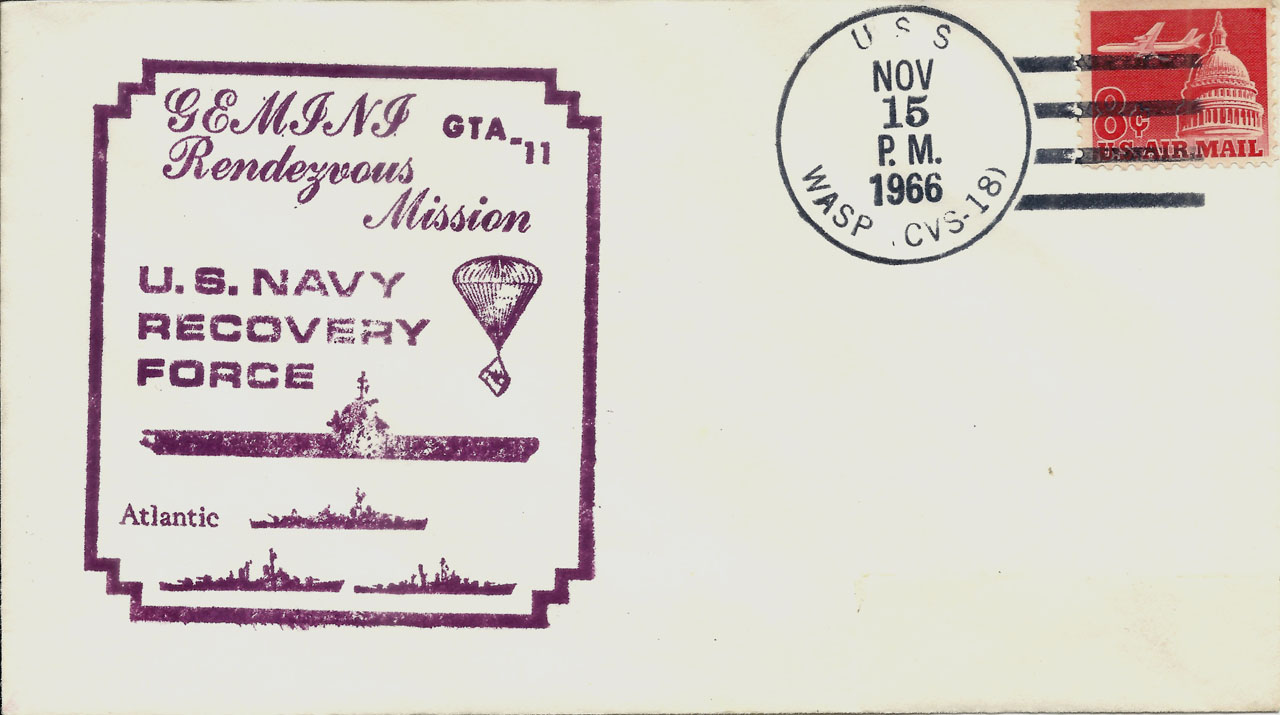 GEMINI GTA-11
Rendezvous
Mission
U.S. NAVY
RECOVERY
FORCE
Atlantic
USS
NOV
15
P. M.
1966
WASP (CVS-18)
8¢
U.S. AIR MAIL